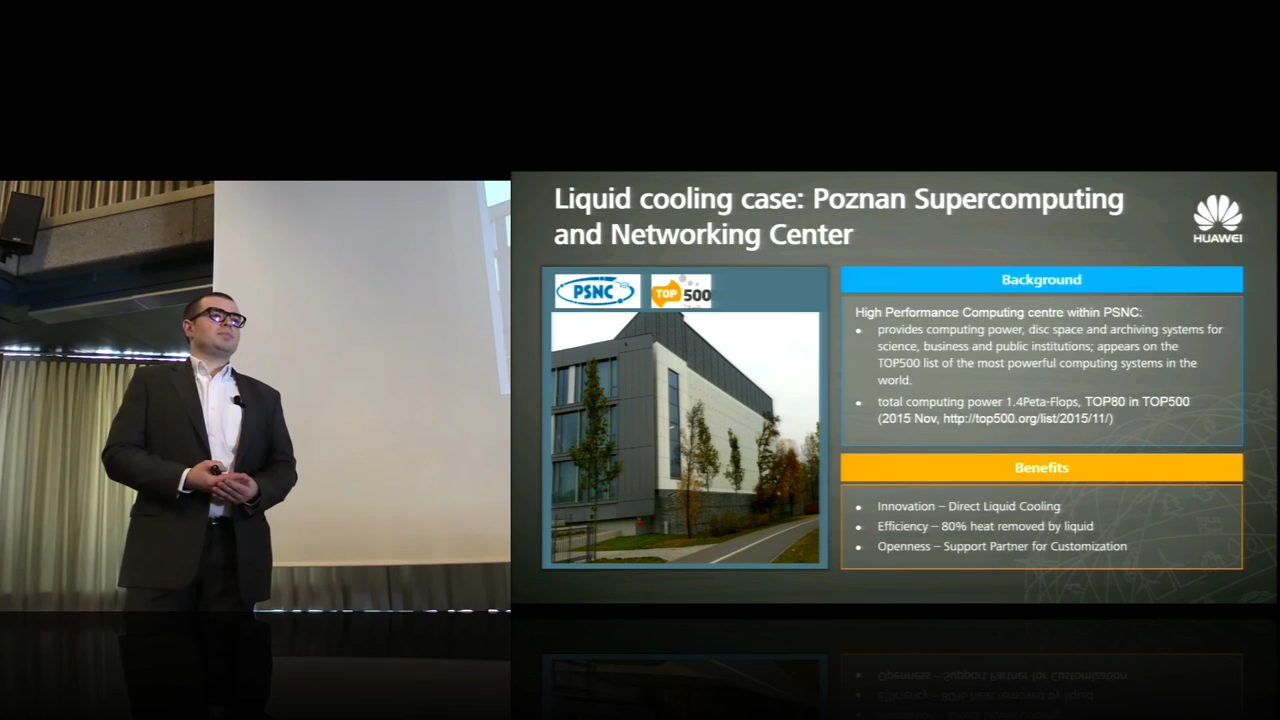 Liquid cooling case: Poznan Supercomputing
and Networking Center
HUAWEI
PSNC
TOP 500
Background
High Performance Computing centre within PSNC:
• provides computing power, disc space and archiving systems for
science, business and public institutions; appears on the
TOP500 list of the most powerful computing systems in the
world.
• total computing power 1.4Peta-Flops, TOP80 in TOP500
(2015 Nov, http://top500.org/list/2015/11/)
Benefits
• Innovation – Direct Liquid Cooling
• Efficiency – 80% heat removed by liquid
• Openness – Support Partner for Customization